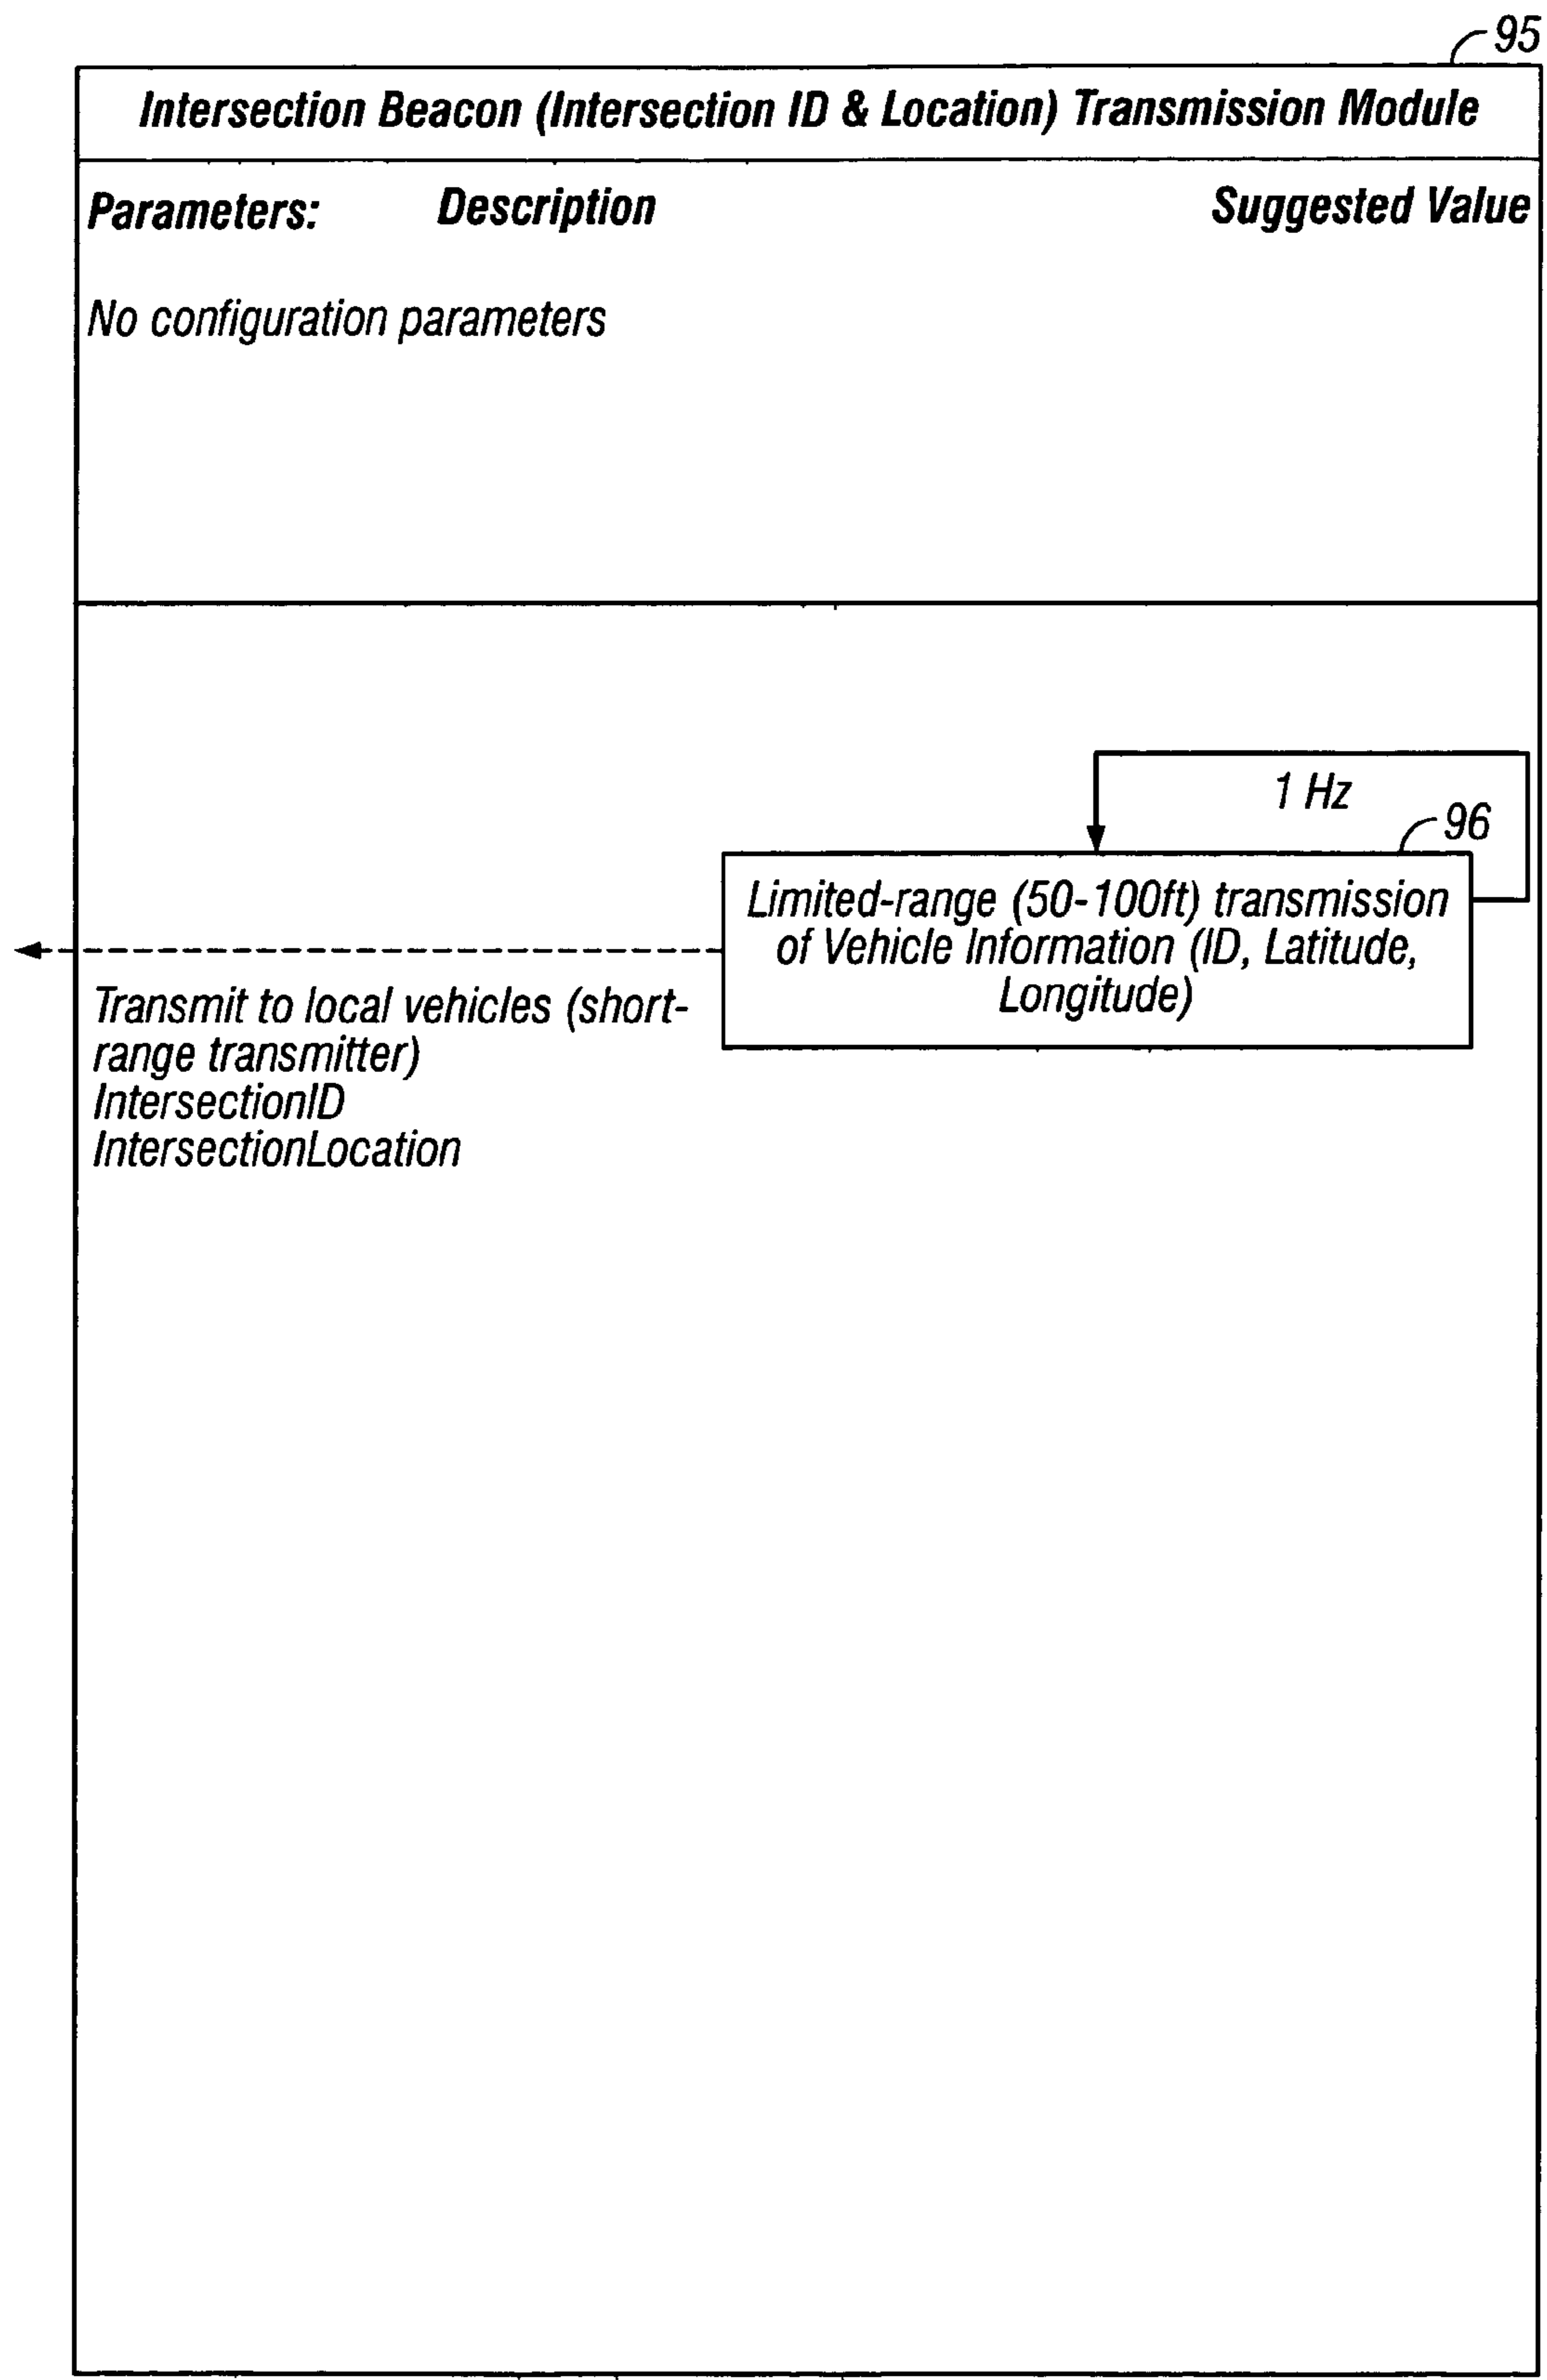 95
Intersection Beacon (Intersection ID & Location) Transmission Module
Parameters: Description Suggested Value
No configuration parameters
1 Hz
96
Limited-range (50-100ft) transmission
of Vehicle Information (ID, Latitude,
Longitude)
Transmit to local vehicles (short-
range transmitter)
IntersectionID
IntersectionLocation